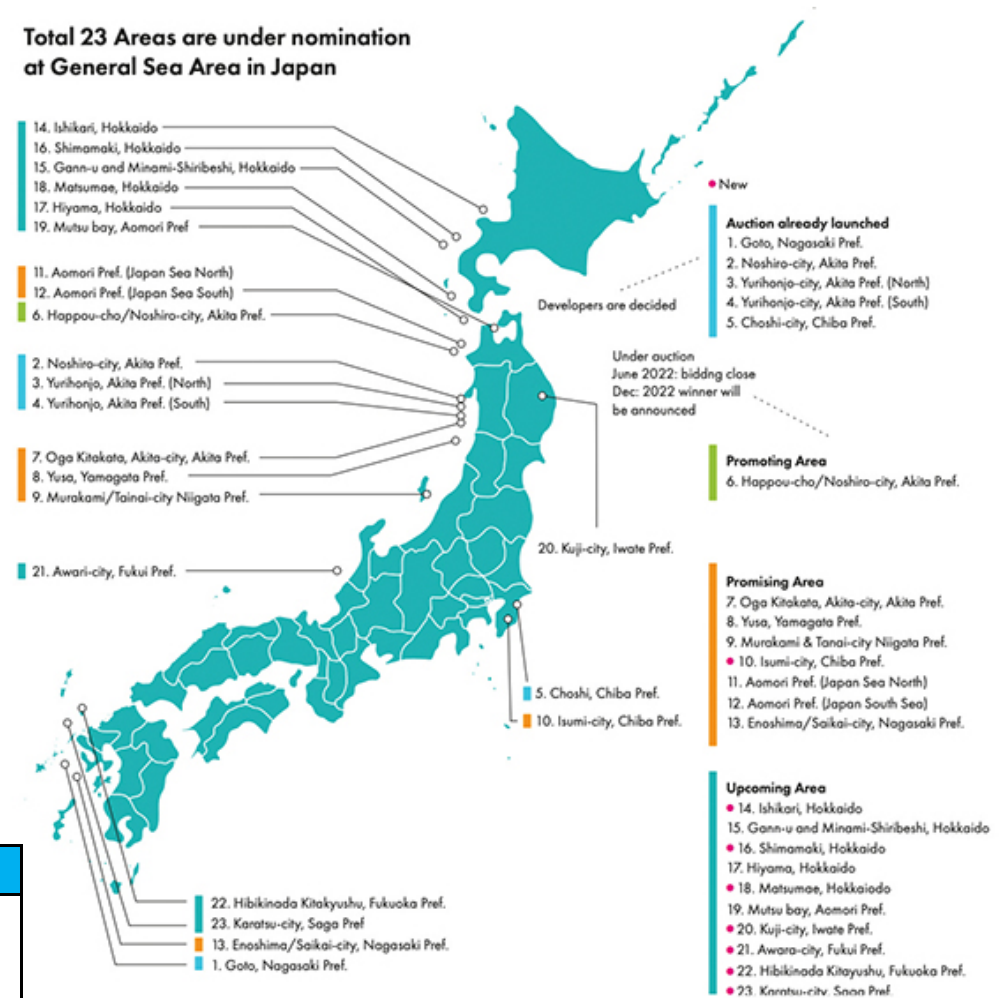 Total 23 Areas are under nomination
at General Sea Area in Japan
14. Ishikari, Hokkaido
16. Shimamaki, Hokkaido
15. Gann-u and Minami-Shiribeshi, Hokkaido
18. Matsumae, Hokkaido
17. Hiyama, Hokkaido
19. Mutsu bay, Aomori Pref
11. Aomori Pref. (Japan Sea North)
12. Aomori Pref. (Japan Sea South)
6. Happou-cho/Noshiro-city, Akita Pref.
2. Noshiro-city, Akita Pref.
3. Yurihonjo, Akita Pref. (North)
4. Yurihonjo, Akita Pref. (South)
7. Oga Kitakata, Akita-city, Akita Pref.
8. Yusa, Yamagata Pref.
9. Murakami/Tainai-city Niigata Pref.
21. Awari-city, Fukui Pref.
20. Kuji-city, Iwate Pref.
5. Choshi, Chiba Pref.
10. Isumi-city, Chiba Pref.
22. Hibikinada Kitakyushu, Fukuoka Pref.
23. Karatsu-city, Saga Pref
13. Enoshima/Saikai-city, Nagasaki Pref.
1. Goto, Nagasaki Pref.
New
Auction already launched
1. Goto, Nagasaki Pref.
2. Noshiro-city, Akita Pref.
3. Yurihonjo-city, Akita Pref. (North)
4. Yurihonjo-city, Akita Pref. (South)
5. Choshi-city, Chiba Pref.
Developers are decided
Under auction
June 2022: biddng close
Dec: 2022 winner will
be announced
Promoting Area
6. Happou-cho/Noshiro-city, Akita Pref.
Promising Area
7. Oga Kitakata, Akita-city, Akita Pref.
8. Yusa, Yamagata Pref.
9. Murakami & Tanai-city Niigata Pref.
10. Isumi-city, Chiba Pref.
11. Aomori Pref. (Japan Sea North)
12. Aomori Pref. (Japan South Sea)
13. Enoshima/Saikai-city, Nagasaki Pref.
Upcoming Area
14. Ishikari, Hokkaido
15. Gann-u and Minami-Shiribeshi, Hokkaido
16. Shimamaki, Hokkaido
17. Hiyama, Hokkaido
18. Matsumae, Hokkaiodo
19. Mutsu bay, Aomori Pref.
20. Kuji-city, Iwate Pref.
21. Awara-city, Fukui Pref.
22. Hibikinada Kitayushu, Fukuoka Pref.
23. Karatsu-city, Saga Pref.